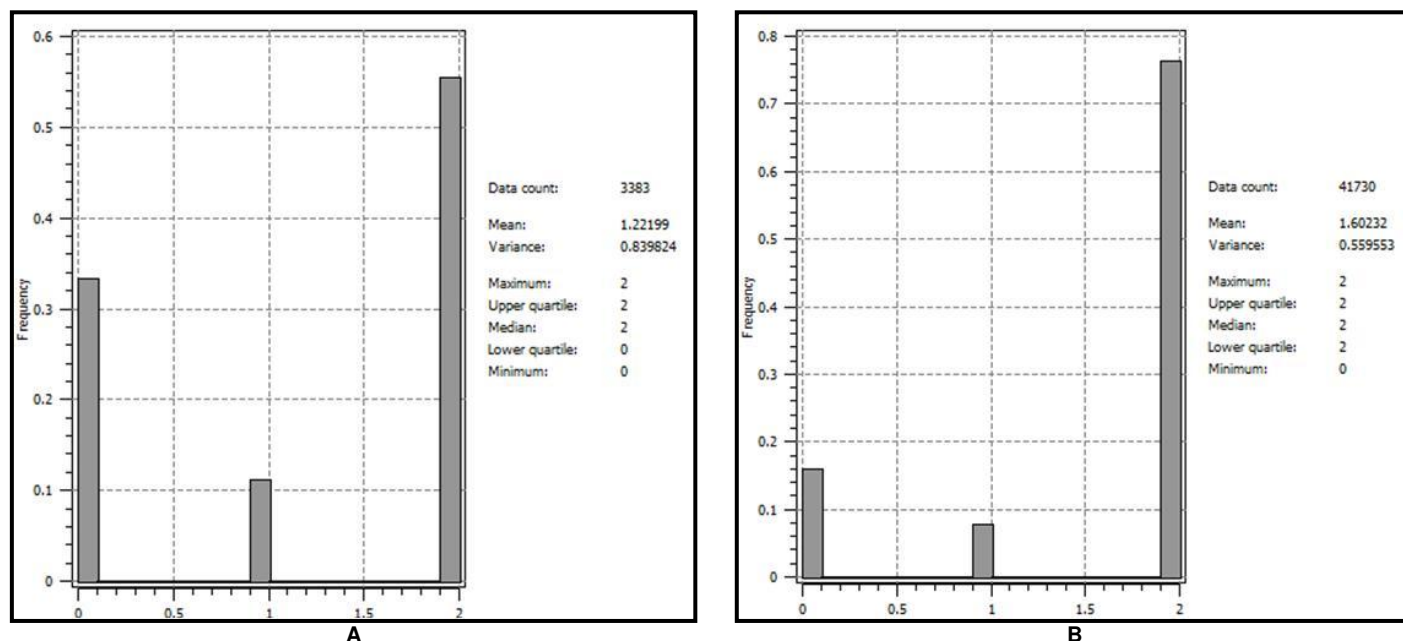 0.6
0.5
0.4
0.3
0.2
0.1
0
Frequency
0 0.5 1 1.5 2
Data count: 3383
Mean: 1.22199
Variance: 0.839824
Maximum: 2
Upper quartile: 2
Median: 2
Lower quartile: 0
Minimum: 0
A
0.8
0.7
0.6
0.5
0.4
0.3
0.2
0.1
0
Frequency
0 0.5 1 1.5 2
Data count: 41730
Mean: 1.60232
Variance: 0.559553
Maximum: 2
Upper quartile: 2
Median: 2
Lower quartile: 2
Minimum: 0
B